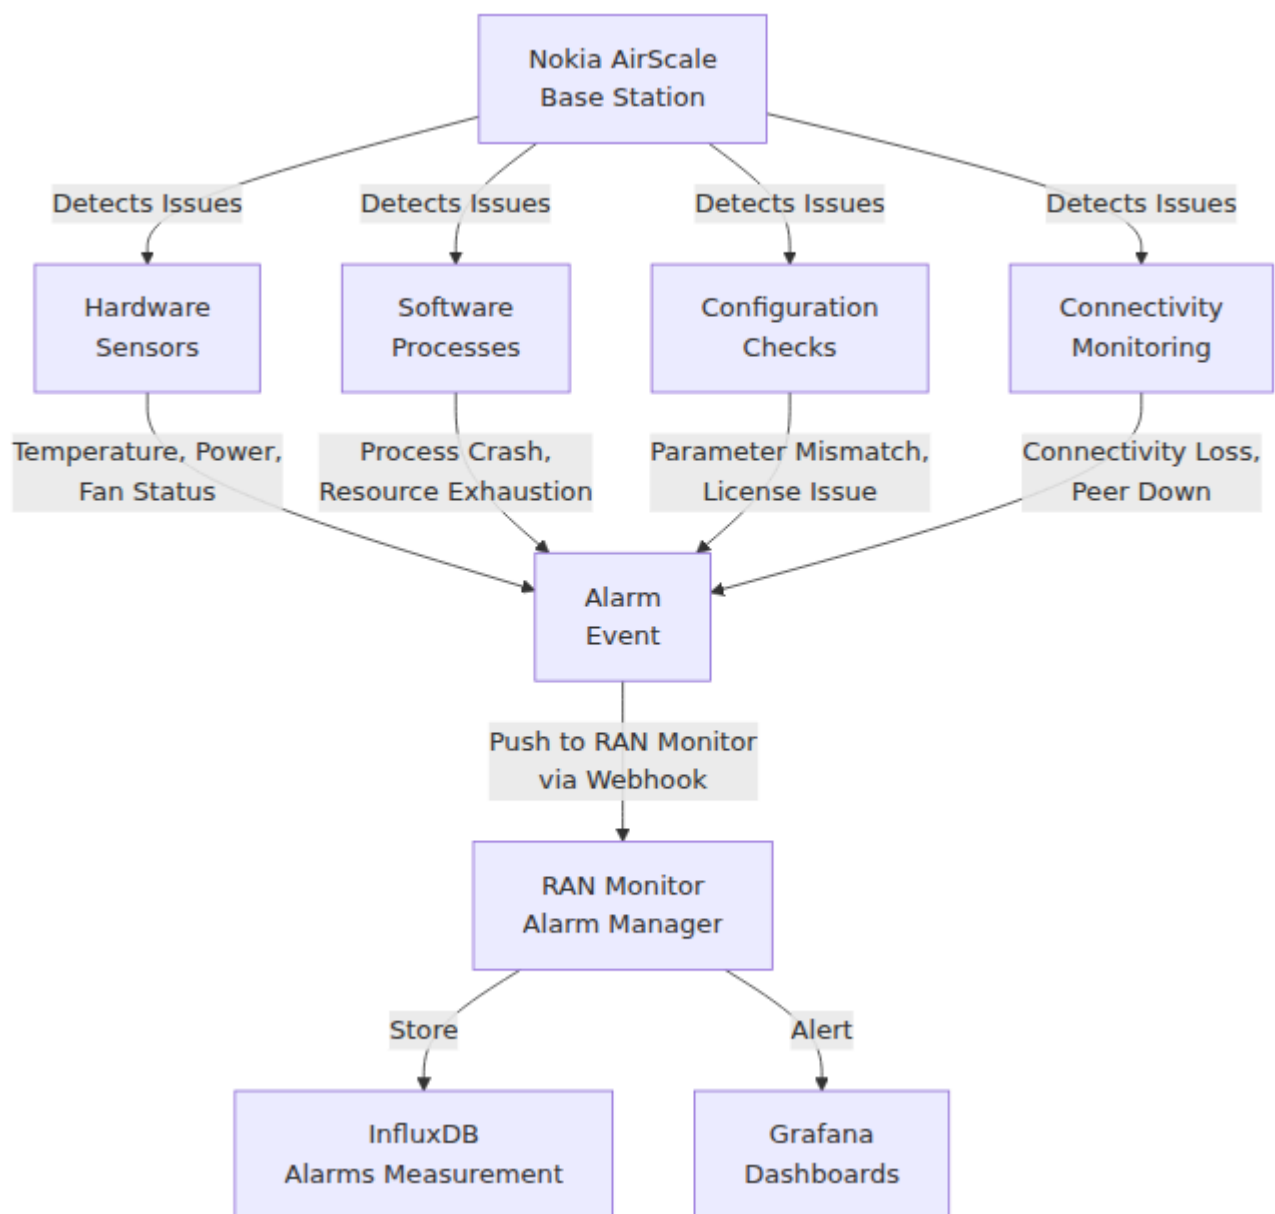 Nokia AirScale
Base Station
Detects Issues
Detects Issues
Detects Issues
Detects Issues
Hardware
Sensors
Software
Processes
Configuration
Checks
Connectivity
Monitoring
Temperature, Power,
Fan Status
Process Crash,
Resource Exhaustion
Parameter Mismatch,
License Issue
Connectivity Loss,
Peer Down
Alarm
Event
Push to RAN Monitor
via Webhook
RAN Monitor
Alarm Manager
Store
Alert
InfluxDB
Alarms Measurement
Grafana
Dashboards